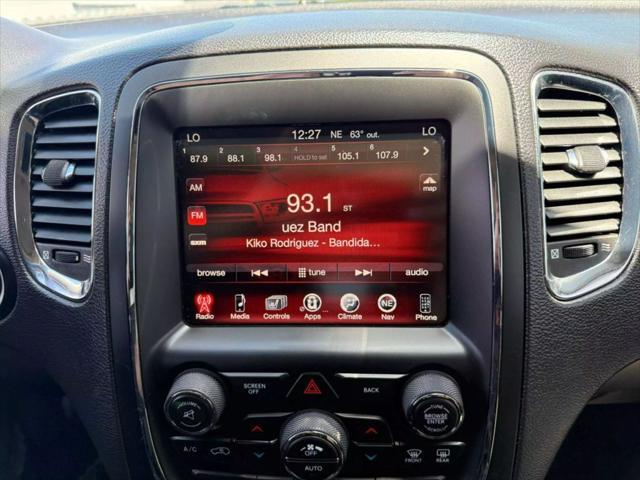 LO 12:27 NE 63° out. LO
1 2 3 4 5 6
87.9 88.1 98.1 HOLD to set 105.1 107.9
AM
map
FM
93.1 ST
uez Band
sxm
Kiko Rodriguez - Bandida...
browse tune audio
NE
Radio Media Controls Apps ... Climate Nav Phone
SCREEN OFF BACK
VOLUME
BROWSE ENTER
A/C
AUTO
FRONT REAR